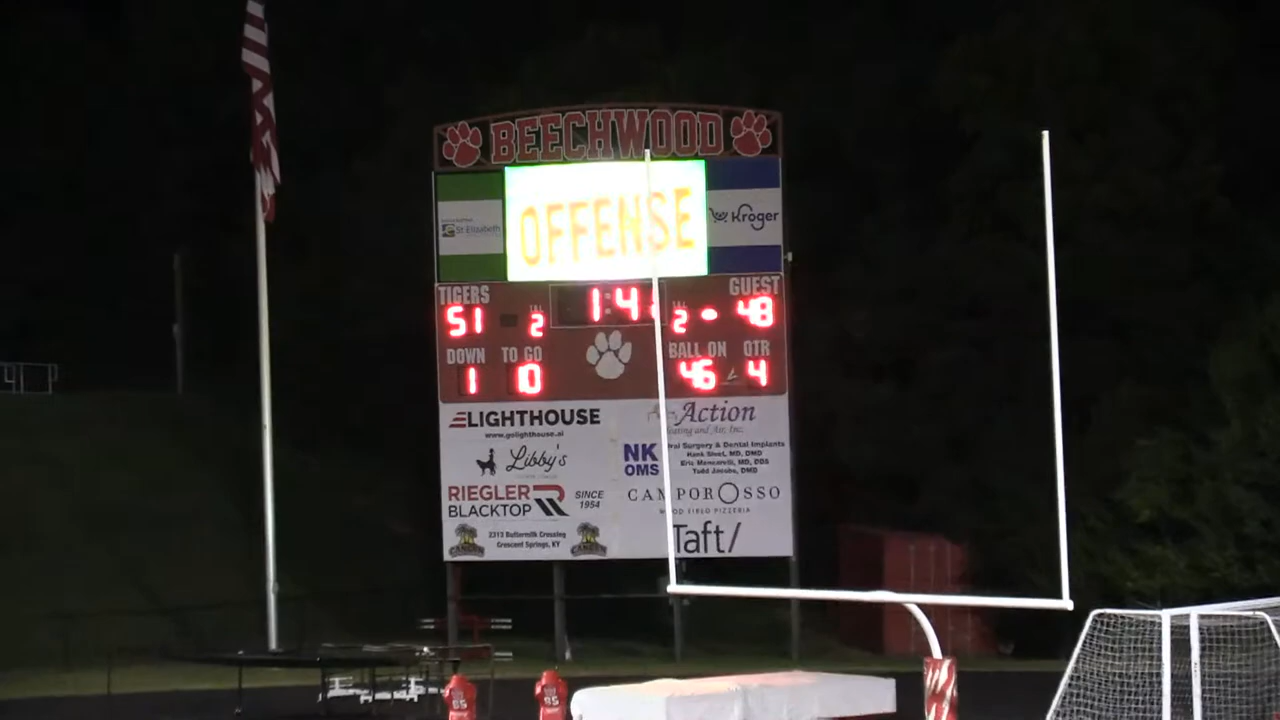 BEECHWOOD
St. Elizabeth
OFFENSE
Kroger
TIGERS 1:4 GUEST
51 2 2 48
DOWN TO GO BALL ON QTR
1 10 46 4
LIGHTHOUSE
www.golighthouse.ai
Action
Heating and Air, Inc.
Libby's
NK OMS
Oral Surgery & Dental Implants
MD, DMD
MD, DDS
Todd Jacobs, DMD
RIEGLER
BLACKTOP
SINCE
1954
CAMPOROSSO
WOOD FIRED PIZZERIA
2313 Buttermilk Crossing
Crescent Springs, KY
Taft/